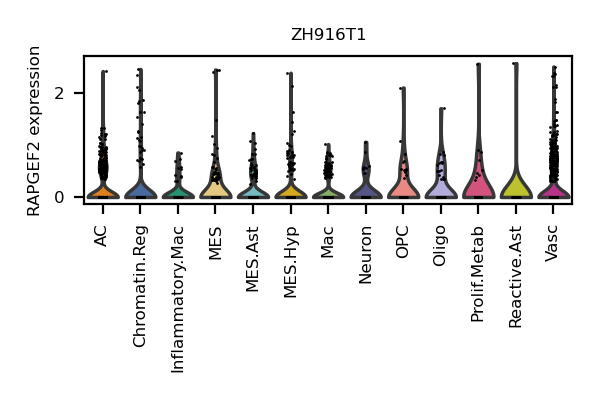 ZH916T1
RAPGEF2 expression
2
0
AC
Chromatin.Reg
Inflammatory.Mac
MES
MES.Ast
MES.Hyp
Mac
Neuron
OPC
Oligo
Prolif.Metab
Reactive.Ast
Vasc